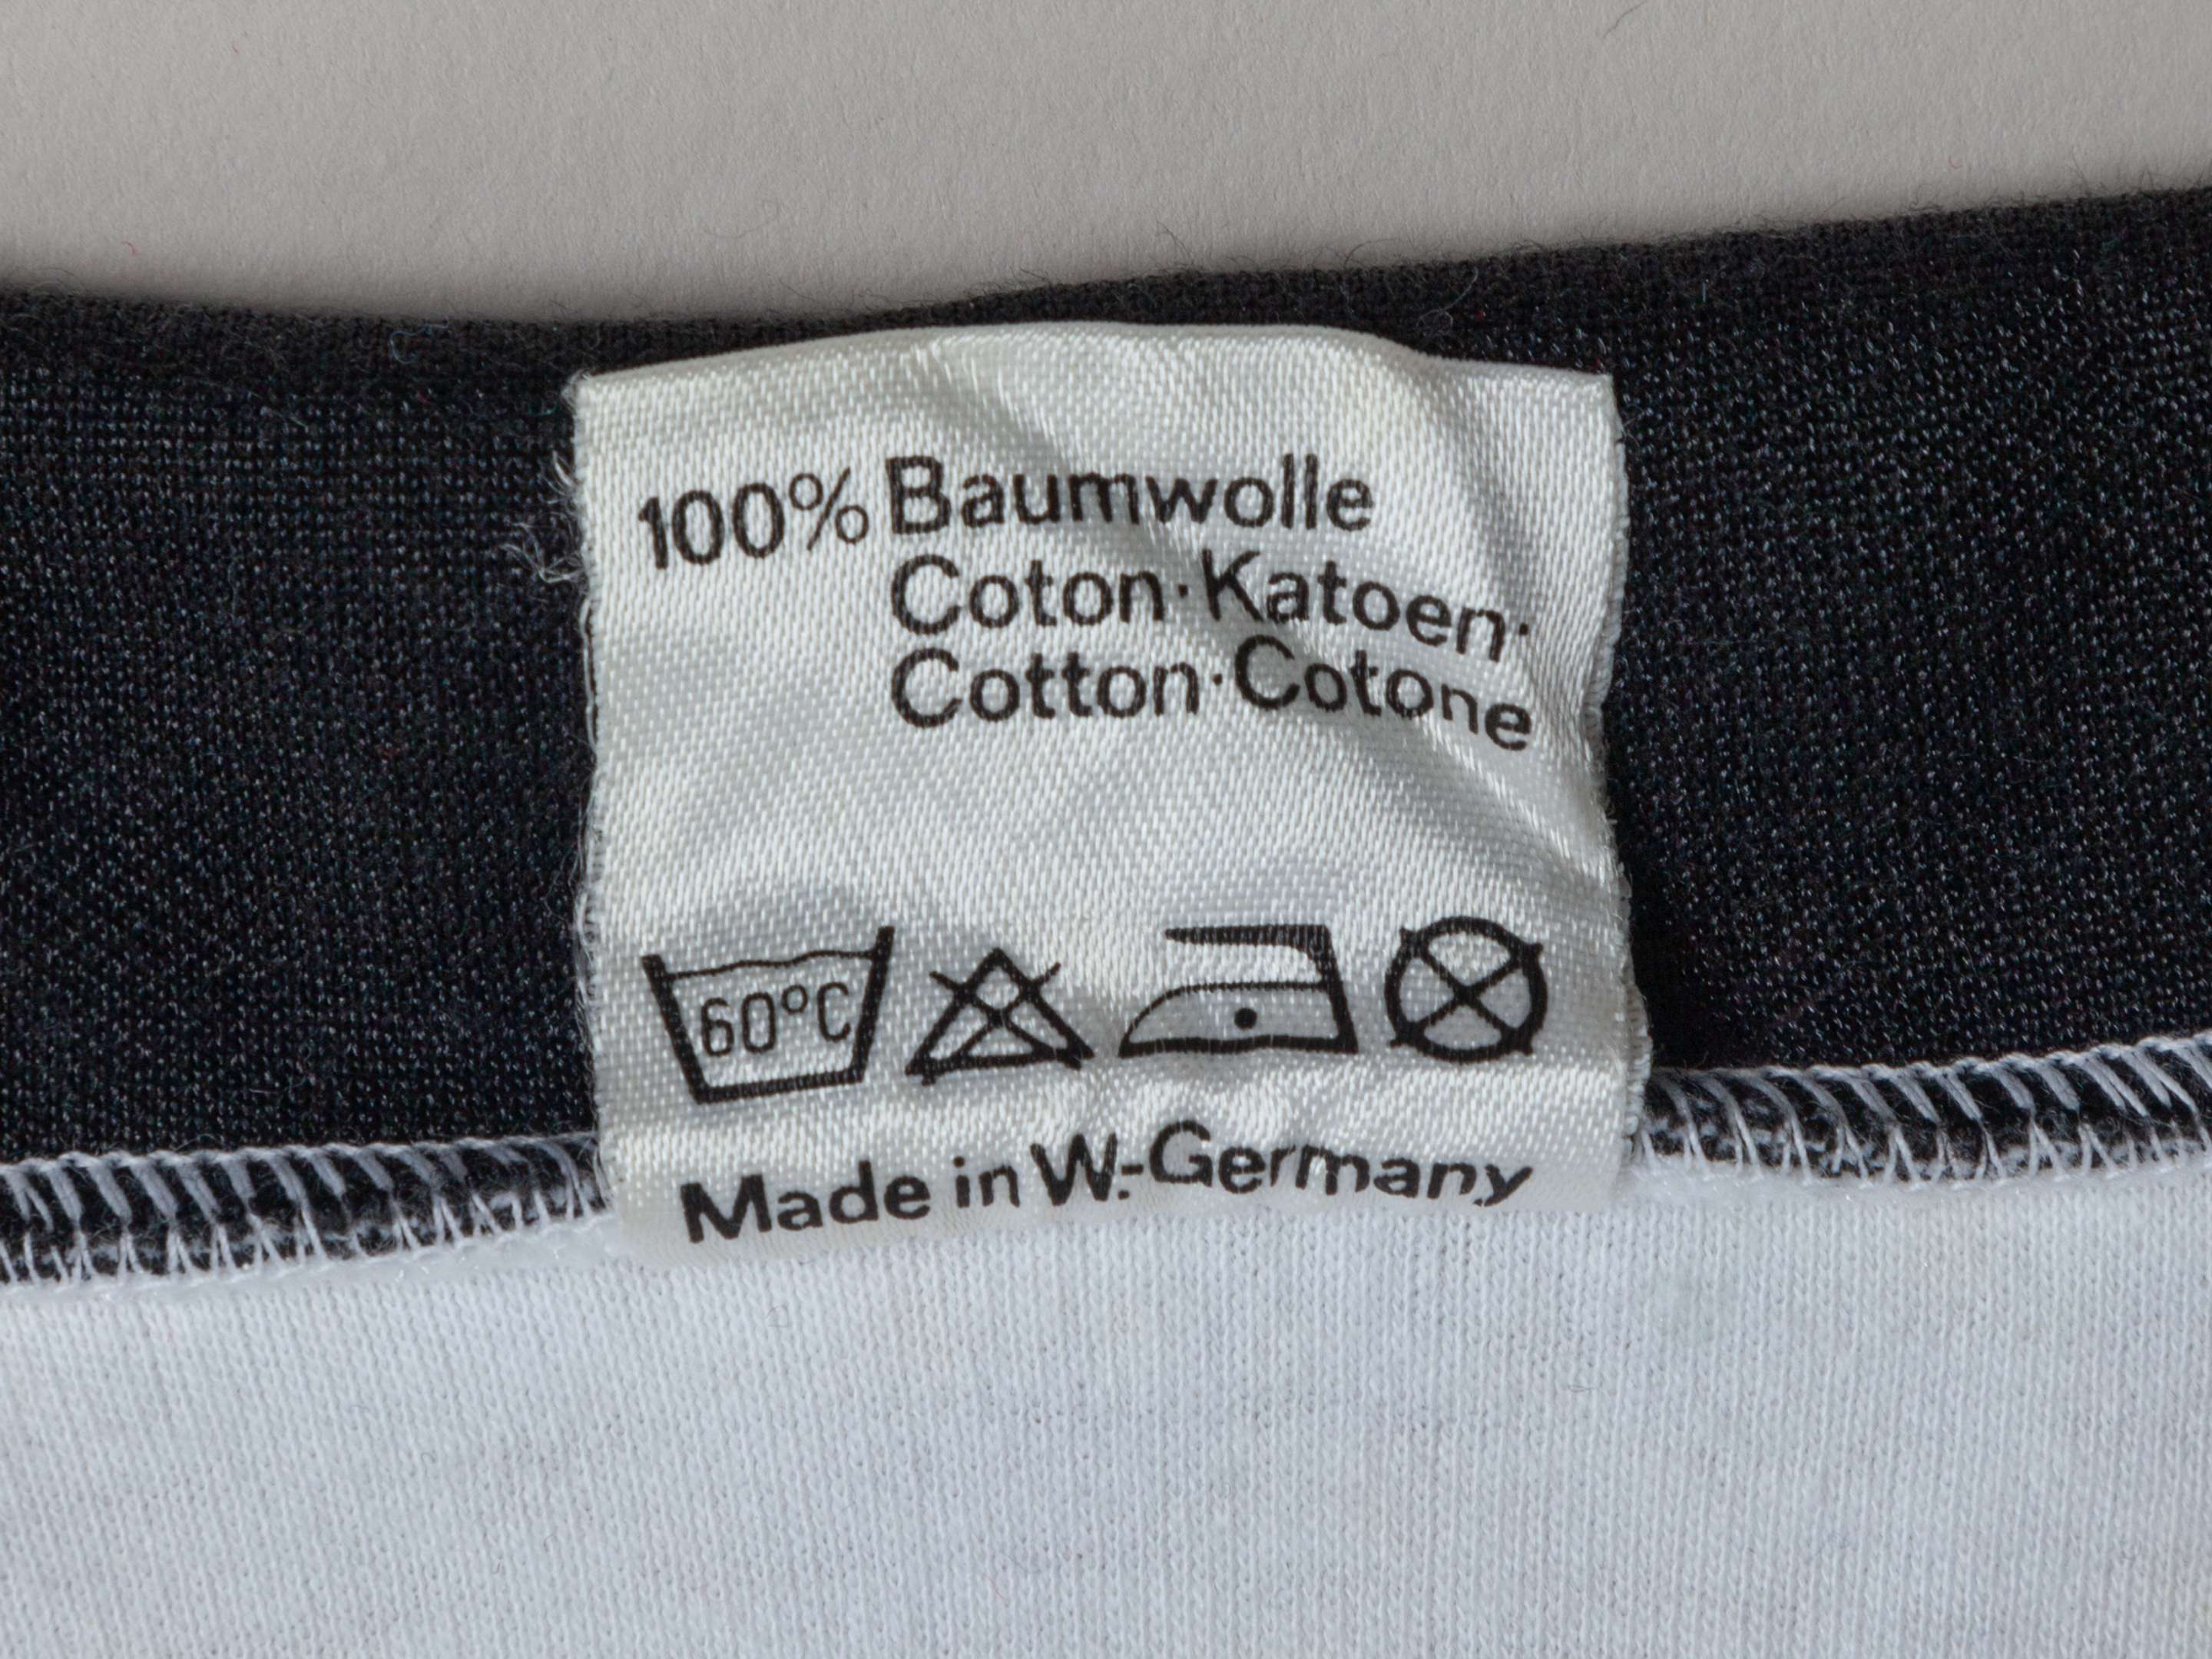 100% Baumwolle
Coton·Katoen·
Cotton·Cotone
60°C
Made in W.-Germany